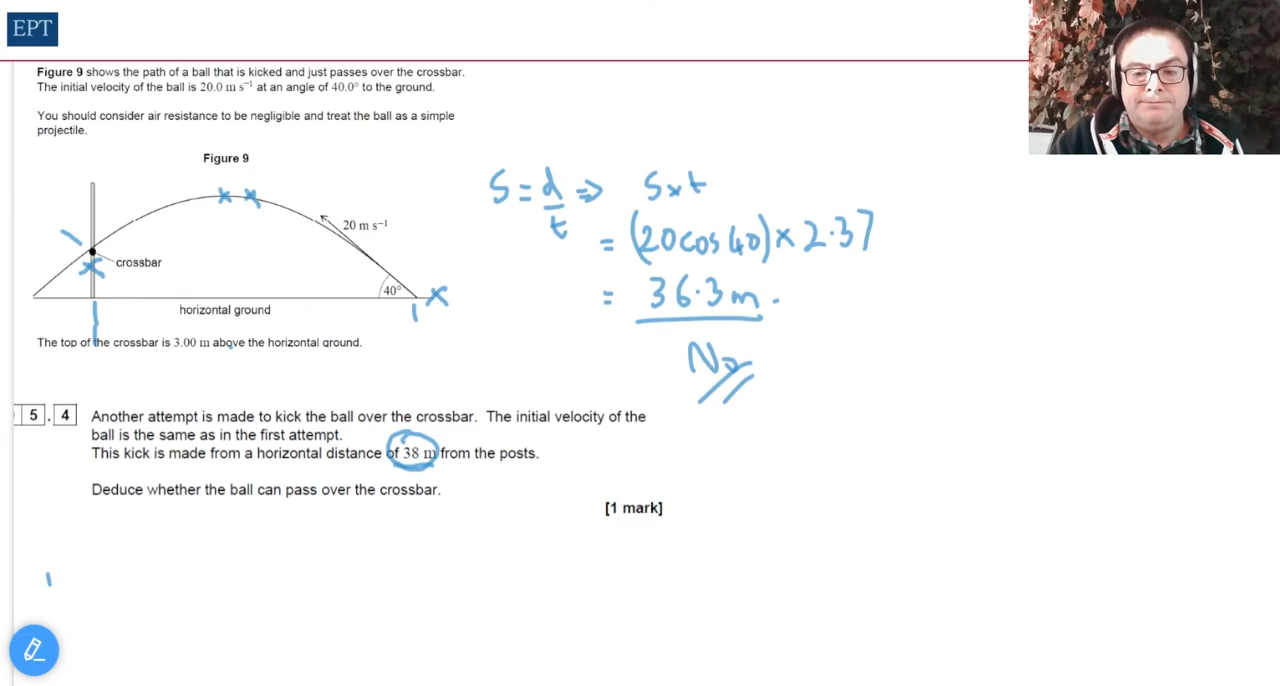 EPT
Figure 9 shows the path of a ball that is kicked and just passes over the crossbar.
The initial velocity of the ball is 20.0 m s⁻¹ at an angle of 40.0° to the ground.
You should consider air resistance to be negligible and treat the ball as a simple
projectile.
Figure 9
20 m s⁻¹
crossbar
40°
horizontal ground
The top of the crossbar is 3.00 m above the horizontal ground.
S = d/t ⇒ S × t
= (20 cos 40) × 2.37
= 36.3 m.
No
5 . 4 Another attempt is made to kick the ball over the crossbar. The initial velocity of the
ball is the same as in the first attempt.
This kick is made from a horizontal distance of 38 m from the posts.
Deduce whether the ball can pass over the crossbar.
[1 mark]